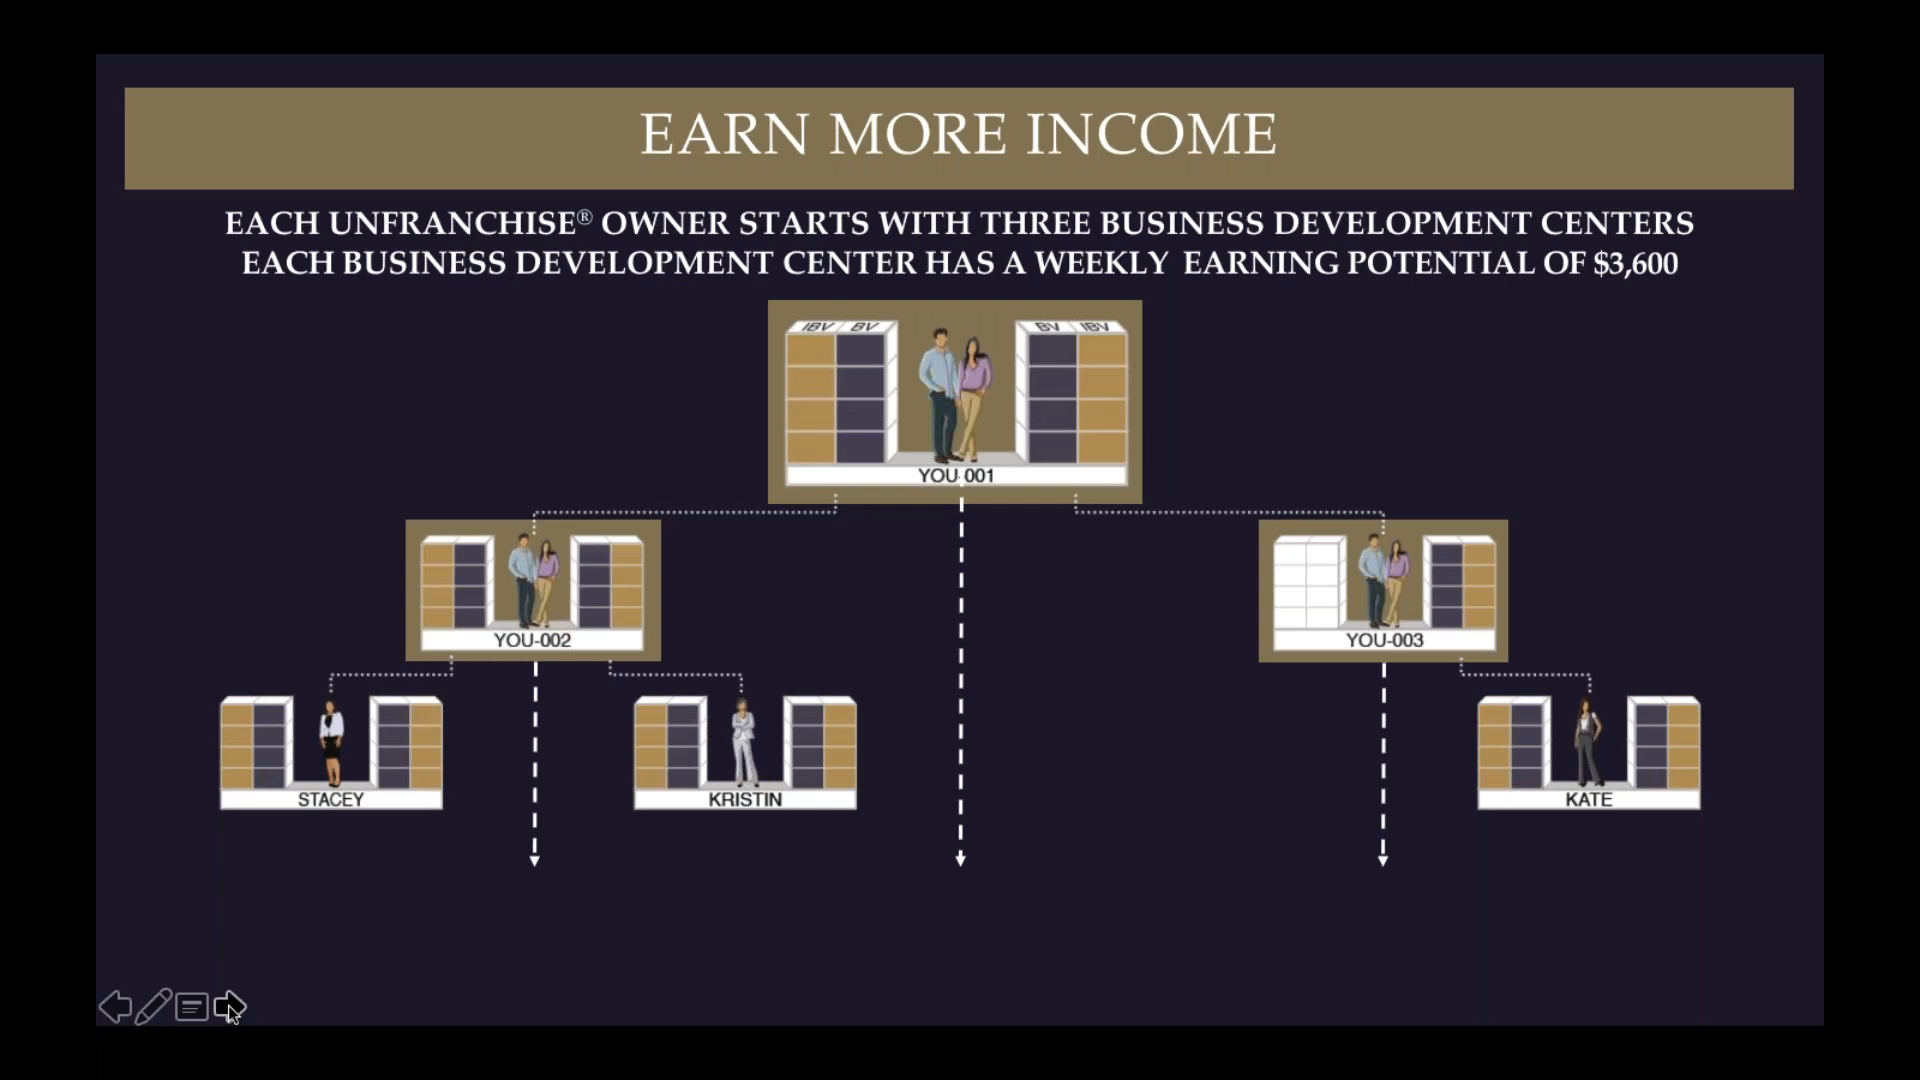 EARN MORE INCOME
EACH UNFRANCHISE® OWNER STARTS WITH THREE BUSINESS DEVELOPMENT CENTERS
EACH BUSINESS DEVELOPMENT CENTER HAS A WEEKLY EARNING POTENTIAL OF $3,600
IBV BV BV IBV
YOU-001
YOU-002 YOU-003
STACEY KRISTIN KATE